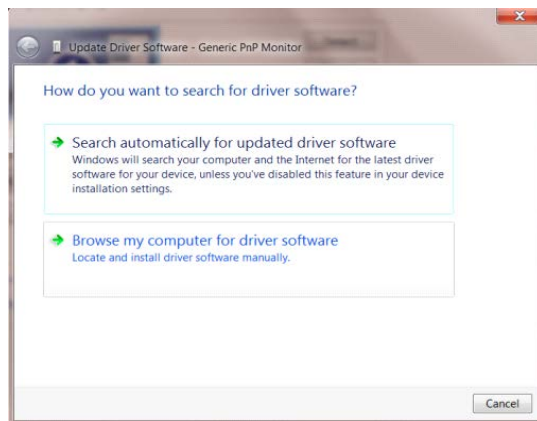 Update Driver Software - Generic PnP Monitor
How do you want to search for driver software?
Search automatically for updated driver software
Windows will search your computer and the Internet for the latest driver
software for your device, unless you've disabled this feature in your device
installation settings.
Browse my computer for driver software
Locate and install driver software manually.
Cancel